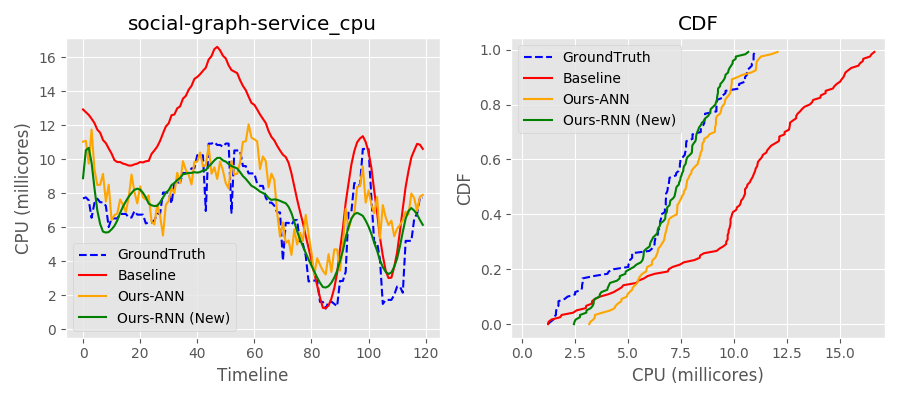 social-graph-service_cpu
CPU (millicores)
16
14
12
10
8
6
4
2
0
GroundTruth
Baseline
Ours-ANN
Ours-RNN (New)
0 20 40 60 80 100 120
Timeline
CDF
CDF
1.0
0.8
0.6
0.4
0.2
0.0
GroundTruth
Baseline
Ours-ANN
Ours-RNN (New)
0.0 2.5 5.0 7.5 10.0 12.5 15.0
CPU (millicores)